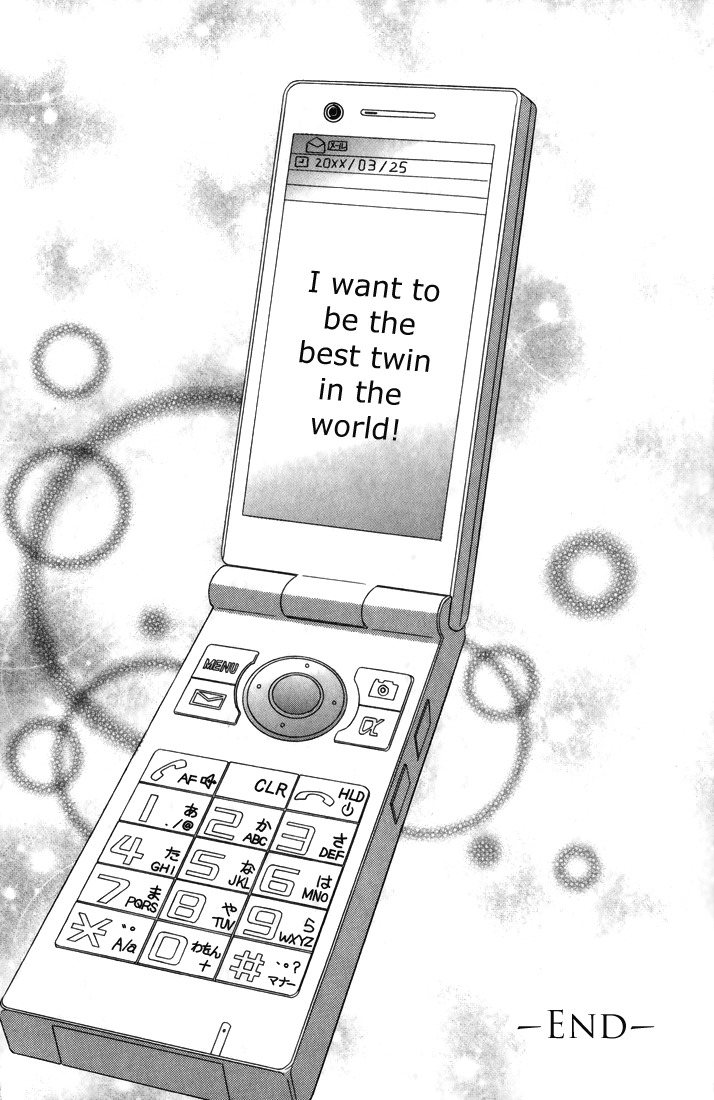 メール
20XX/03/25
I want to
be the
best twin
in the
world!
MENU
AF
CLR
HLD
1 あ ./@
2 か ABC
3 さ DEF
4 た GHI
5 な JKL
6 は MNO
7 ま PQRS
8 や TUV
9 ら WXYZ
* ゛゜ A/a
0 わをん +
# 、。? マナー
-END-